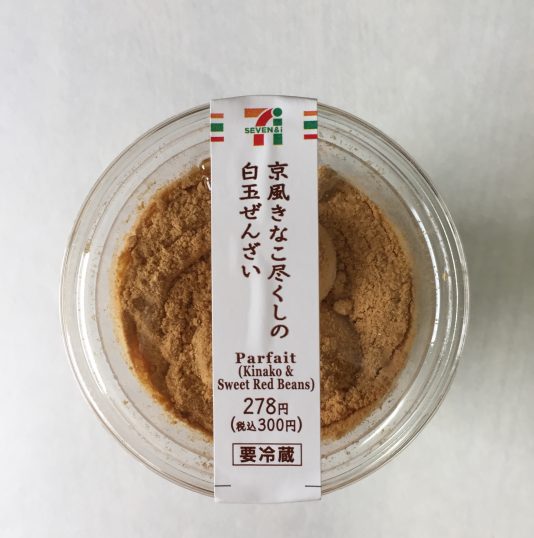 SEVEN&i
京風きなこ尽くしの
白玉ぜんざい
Parfait
(Kinako &
Sweet Red Beans)
278円
(税込300円)
要冷蔵